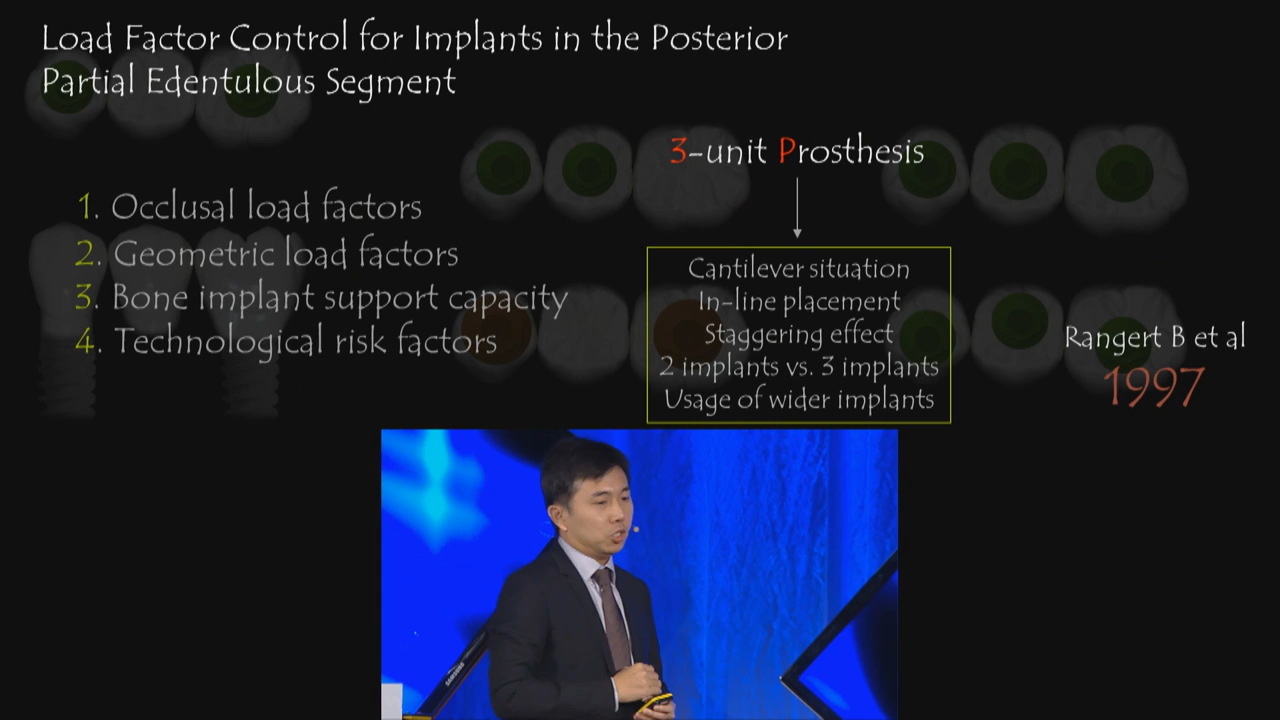 Load Factor Control for Implants in the Posterior
Partial Edentulous Segment
3-unit Prosthesis
1. Occlusal load factors
2. Geometric load factors
3. Bone implant support capacity
4. Technological risk factors
Cantilever situation
In-line placement
Staggering effect
2 implants vs. 3 implants
Usage of wider implants
Rangert B et al
1997
SAMSUNG